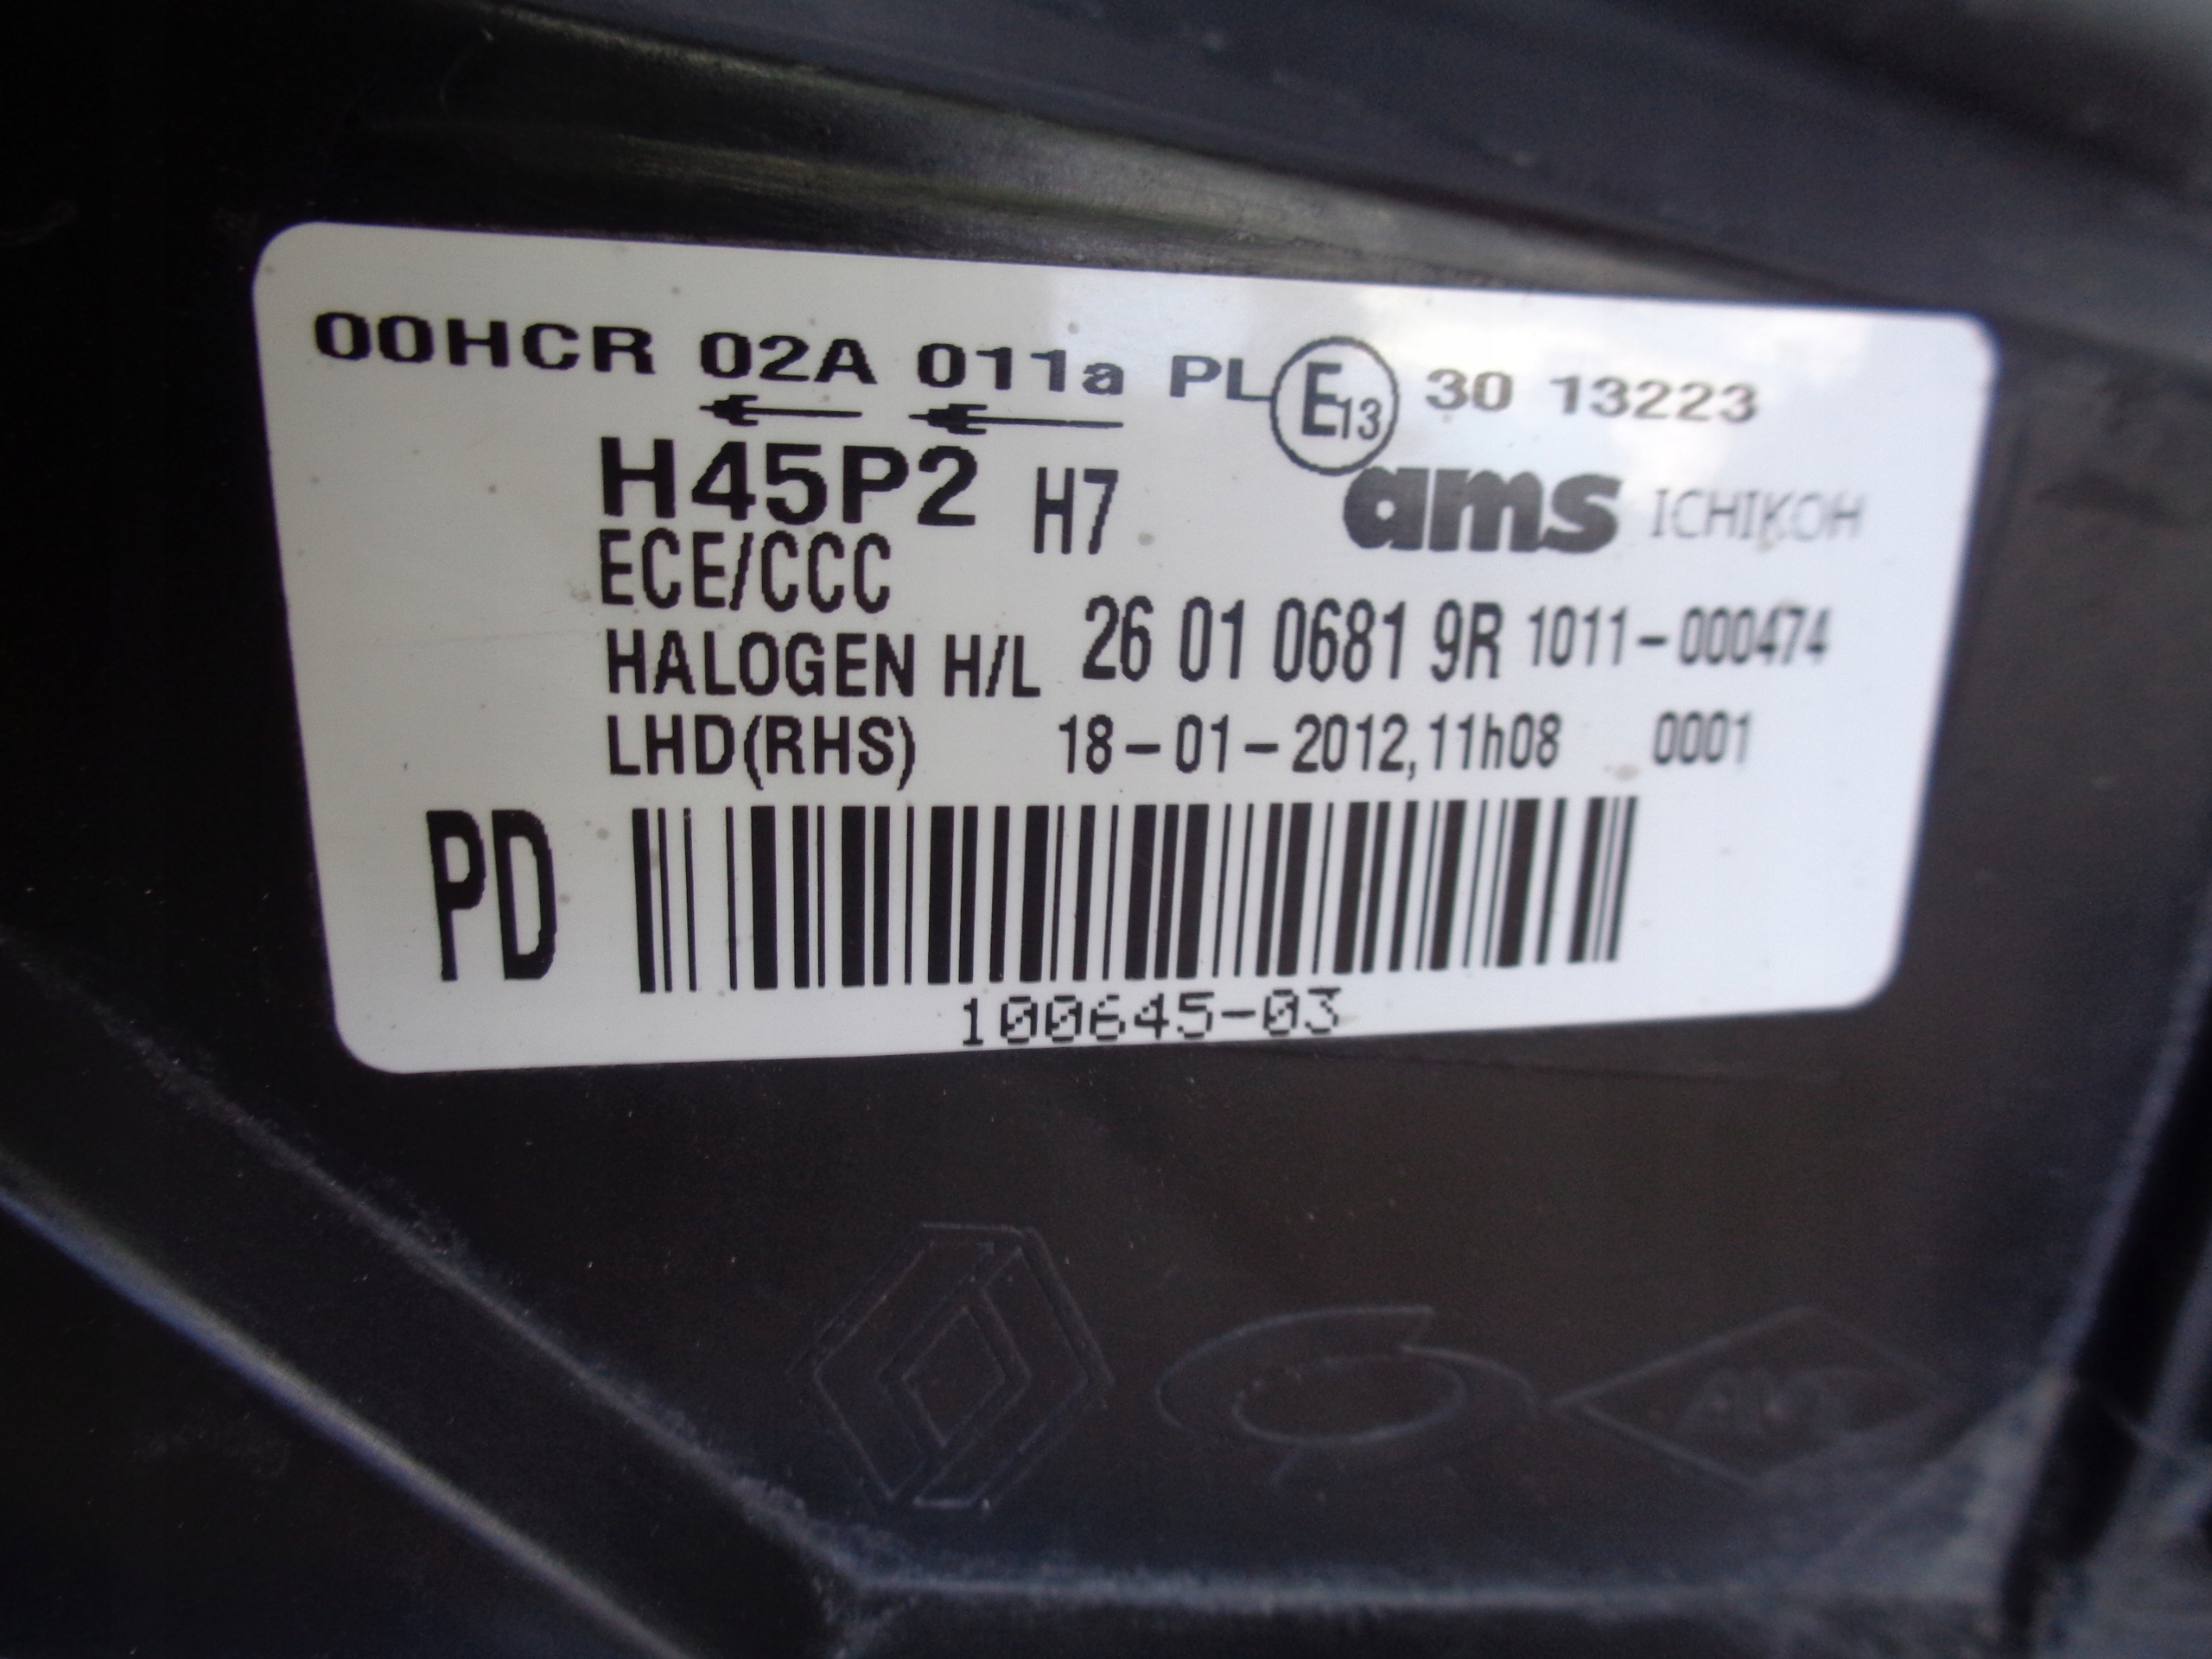 00HCR 02A 011a PL E13 30 13223
H45P2 H7 ams ICHIKOH
ECE/CCC
HALOGEN H/L 26 01 0681 9R 1011-000474
LHD(RHS) 18-01-2012,11h08 0001
PD
100645-03